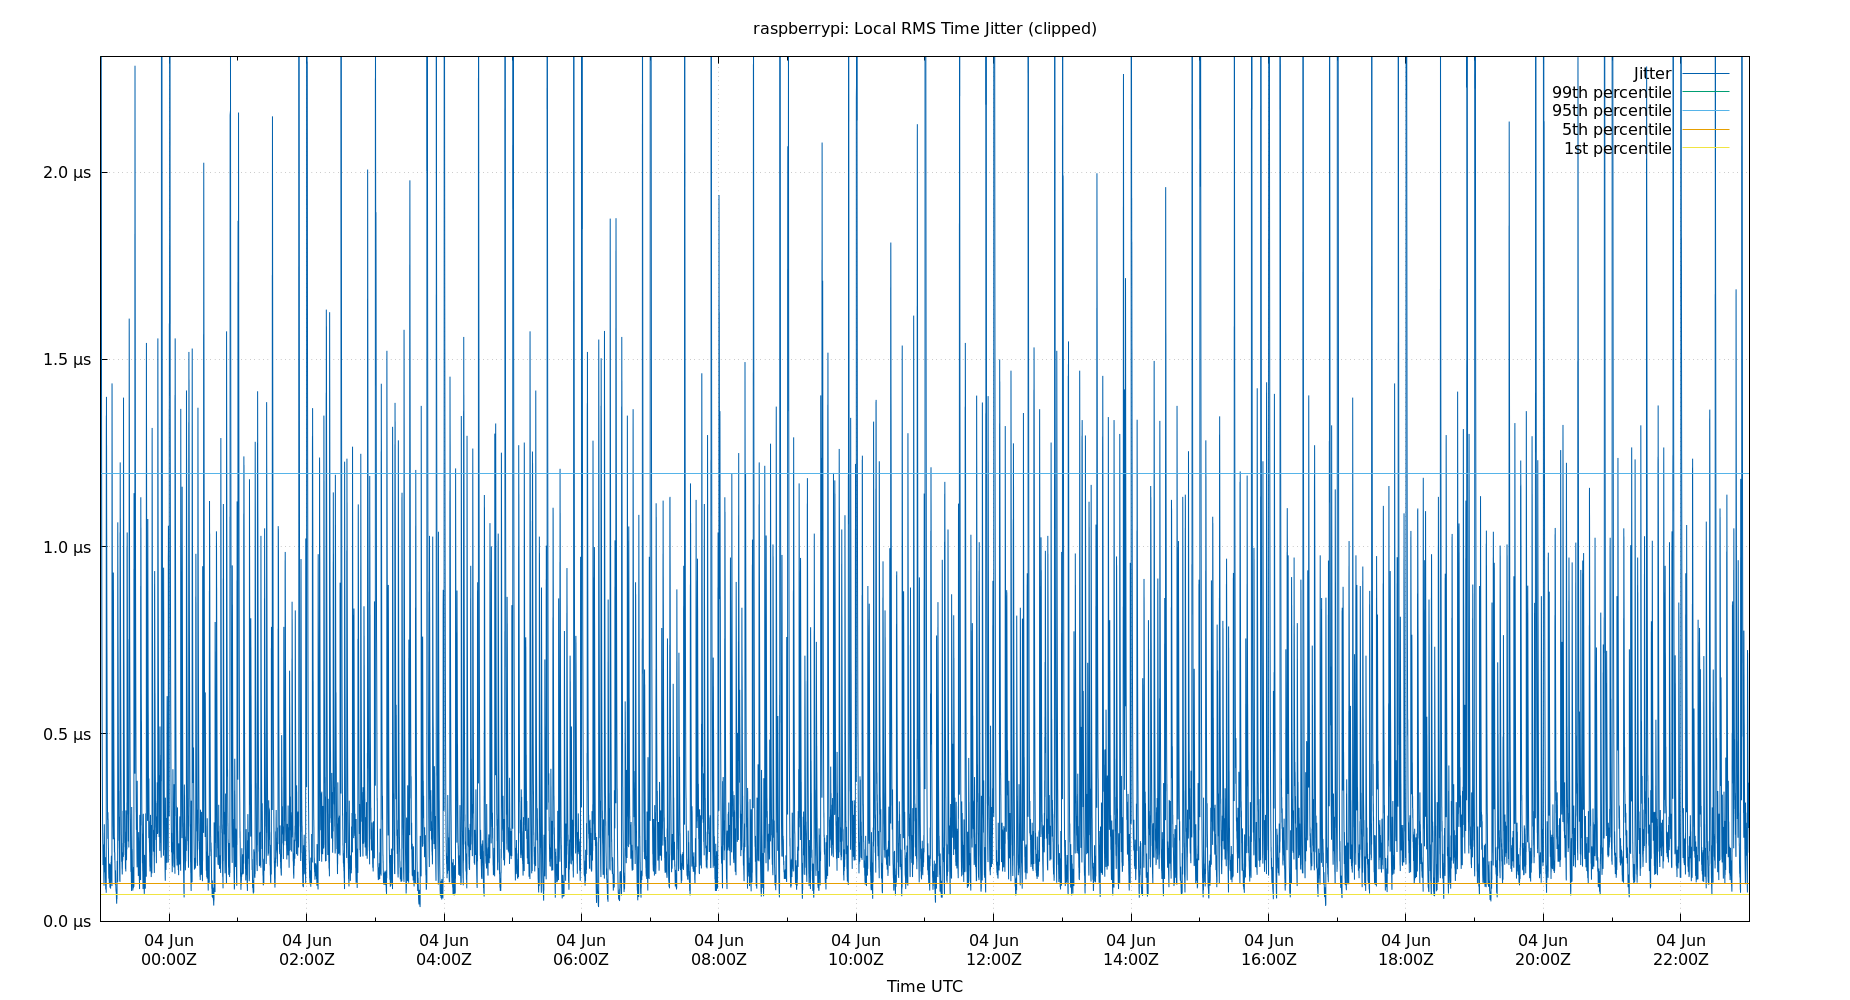 raspberrypi: Local RMS Time Jitter (clipped)
Jitter
99th percentile
95th percentile
5th percentile
1st percentile
2.0 µs
1.5 µs
1.0 µs
0.5 µs
0.0 µs
04 Jun 04 Jun 04 Jun 04 Jun 04 Jun 04 Jun 04 Jun 04 Jun 04 Jun 04 Jun 04 Jun 04 Jun
00:00Z 02:00Z 04:00Z 06:00Z 08:00Z 10:00Z 12:00Z 14:00Z 16:00Z 18:00Z 20:00Z 22:00Z
Time UTC